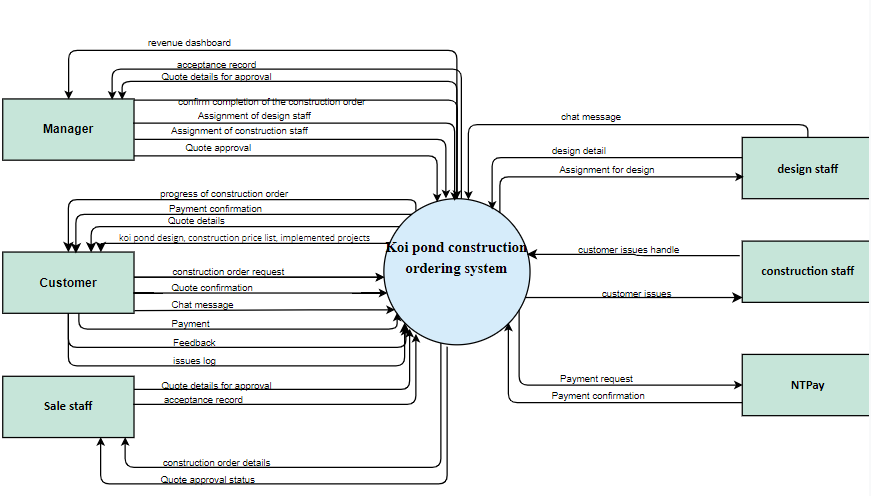 revenue dashboard
acceptance record
Quote details for approval
confirm completion of the construction order
Assignment of design staff
Assignment of construction staff
Quote approval
Manager
chat message
design detail
Assignment for design
design staff
progress of construction order
Payment confirmation
Quote details
koi pond design, construction price list, implemented projects
Koi pond construction
ordering system
customer issues handle
construction staff
customer issues
Customer
construction order request
Quote confirmation
Chat message
Payment
Feedback
issues log
Payment request
Payment confirmation
NTPay
Sale staff
Quote details for approval
acceptance record
construction order details
Quote approval status